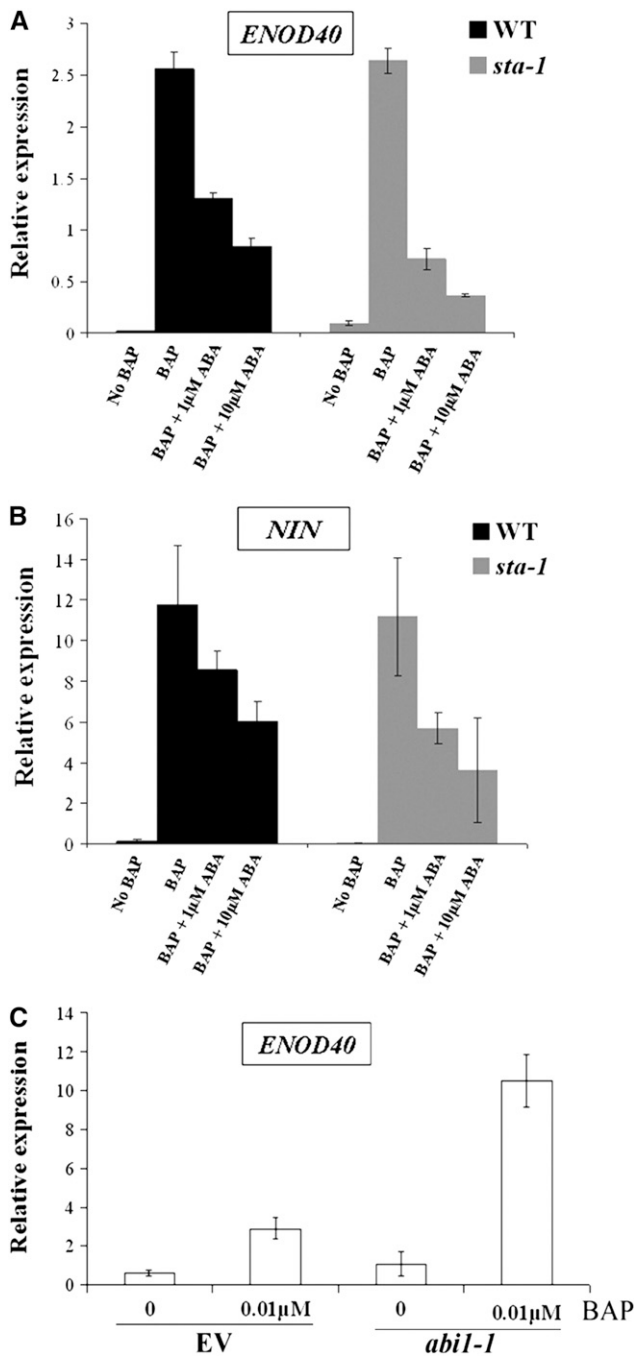 A
ENOD40
WT
sta-1
Relative expression
3
2.5
2
1.5
1
0.5
0
No BAP
BAP
BAP + 1µM ABA
BAP + 10µM ABA
No BAP
BAP
BAP + 1µM ABA
BAP + 10µM ABA
B
NIN
WT
sta-1
Relative expression
16
14
12
10
8
6
4
2
0
No BAP
BAP
BAP + 1µM ABA
BAP + 10µM ABA
No BAP
BAP
BAP + 1µM ABA
BAP + 10µM ABA
C
ENOD40
Relative expression
14
12
10
8
6
4
2
0
0 0.01µM 0 0.01µM BAP
EV abi1-1